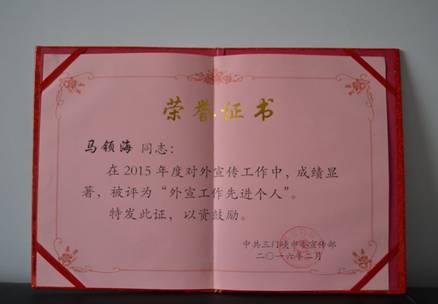 荣誉证书
马领海 同志：
在2015年度对外宣传工作中，成绩显
著，被评为“外宣工作先进个人”。
特发此证，以资鼓励。
中共三门峡市委宣传部
二〇一六年二月